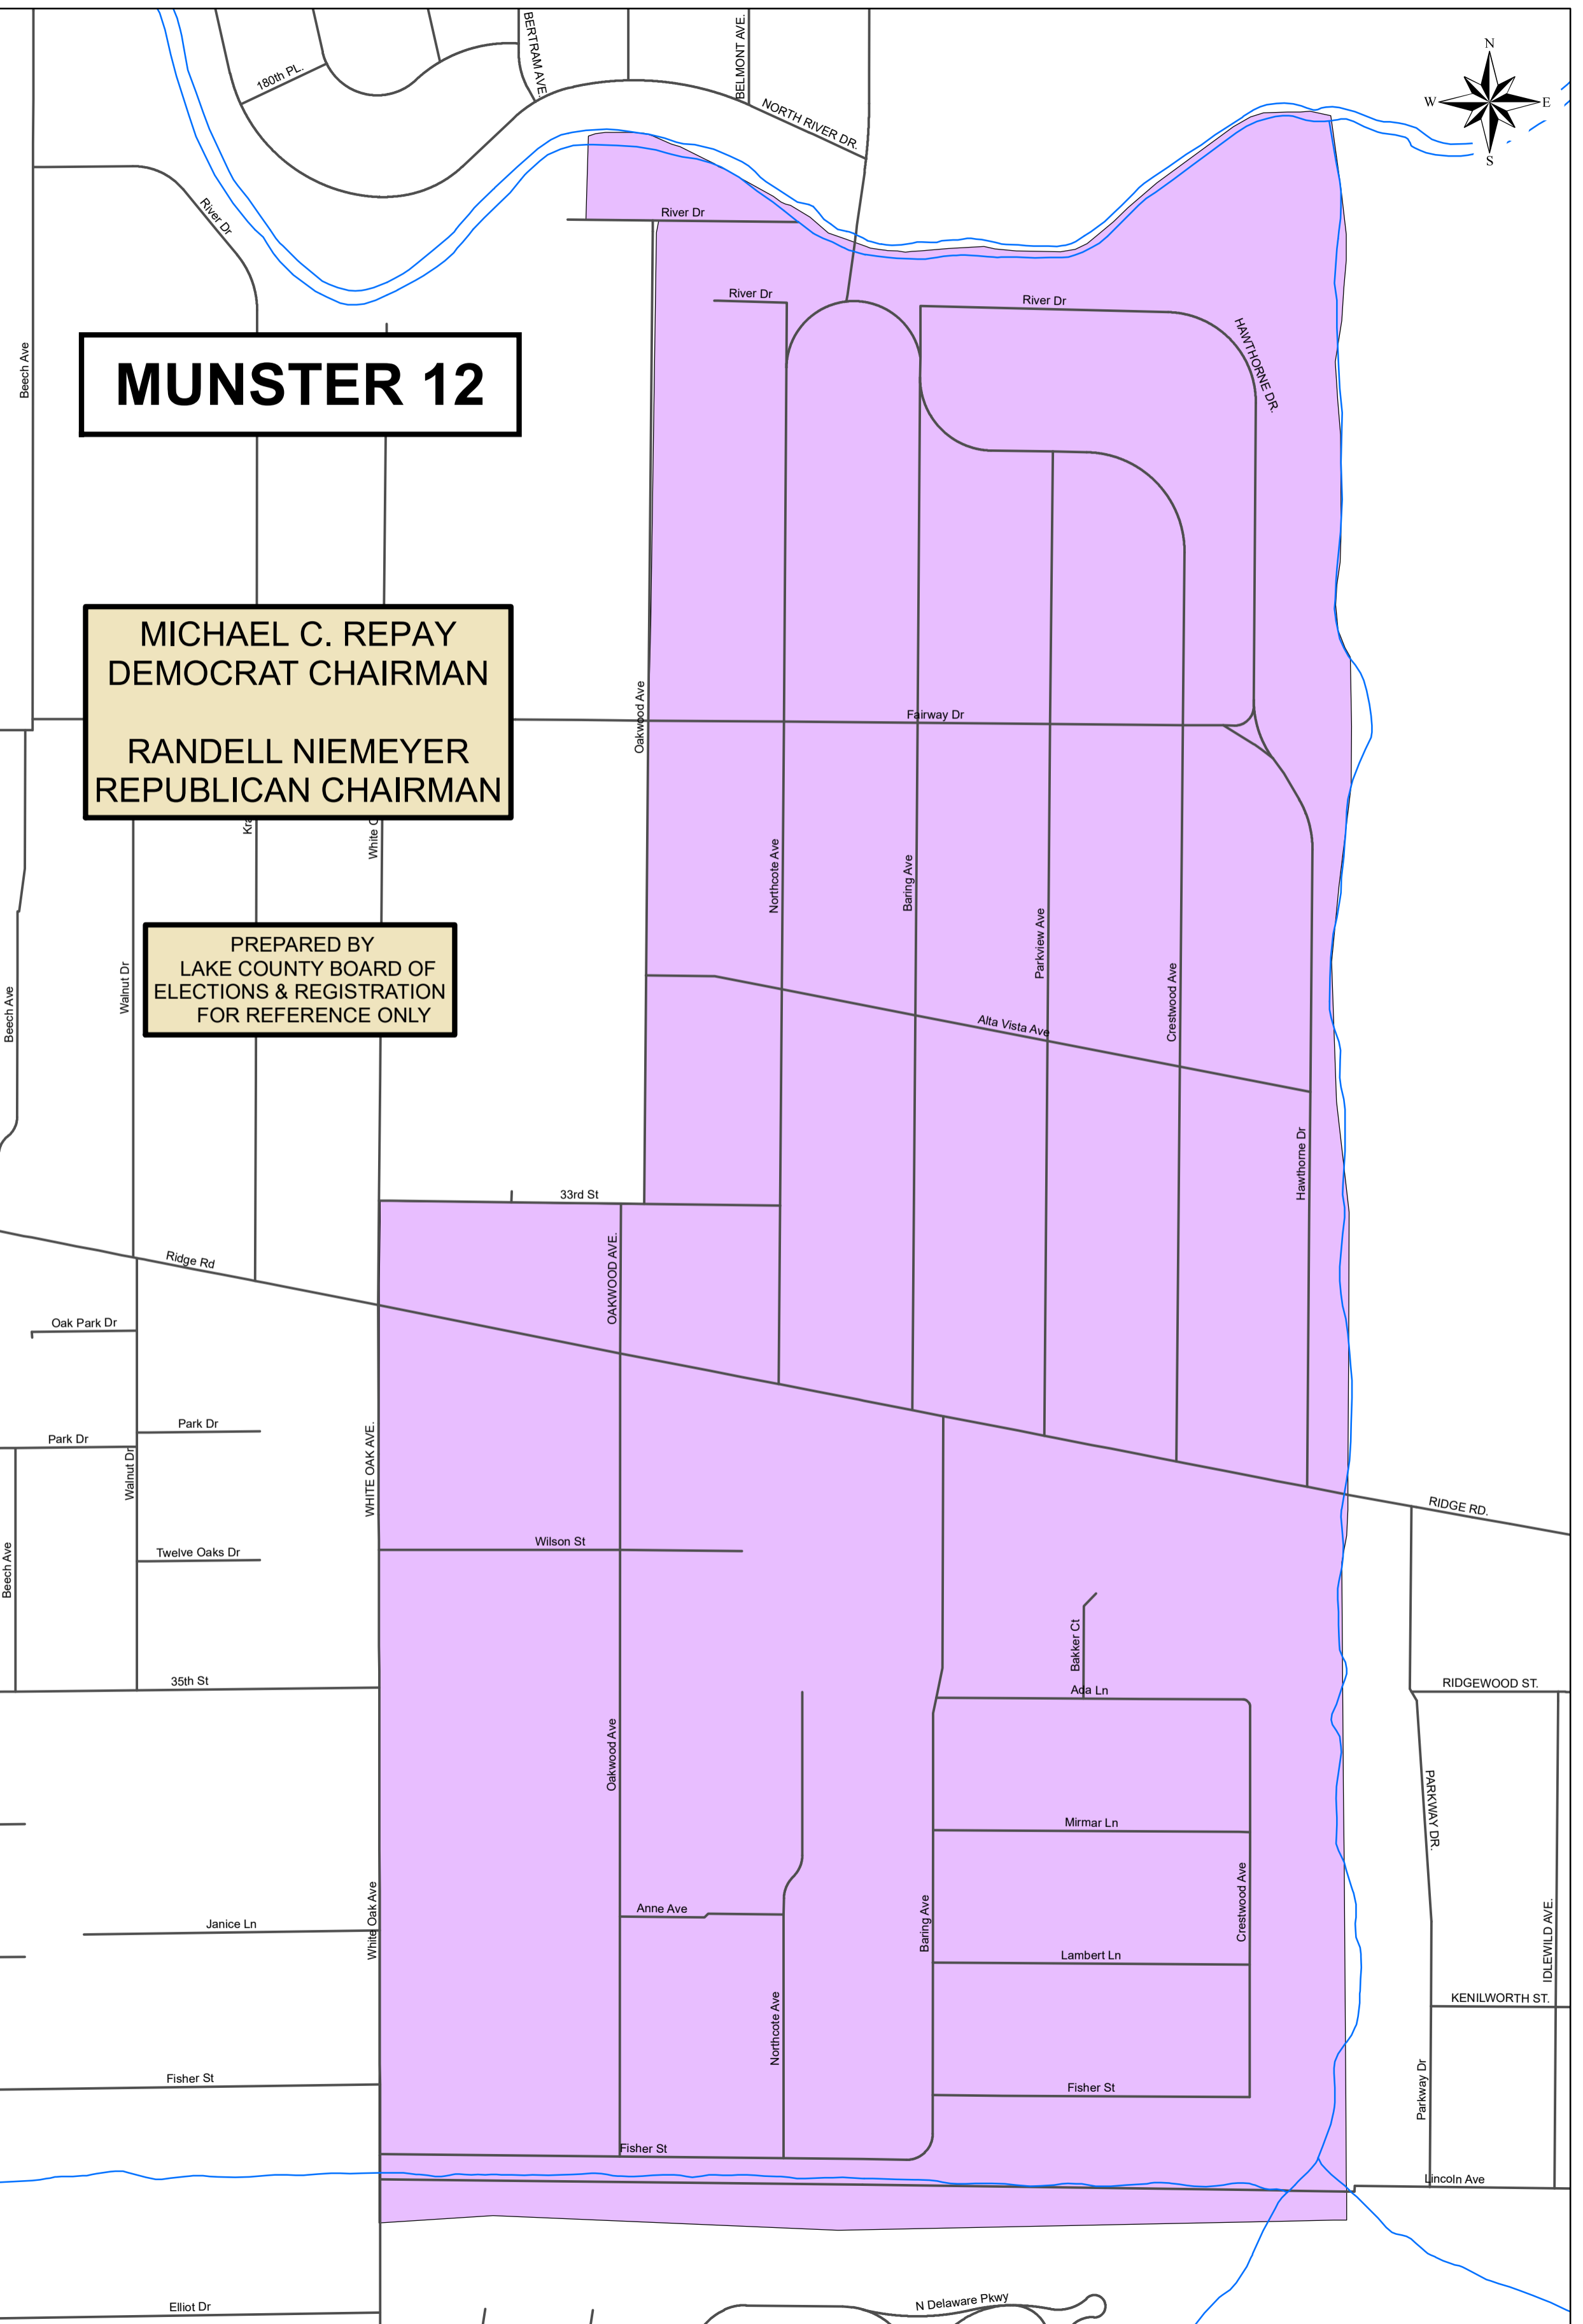 180th PL.
BERTRAM AVE.
BELMONT AVE.
NORTH RIVER DR.
N
W
E
S
River Dr
River Dr
River Dr
River Dr
HAWTHORNE DR.
Beech Ave
MUNSTER 12
MICHAEL C. REPAY
DEMOCRAT CHAIRMAN
RANDELL NIEMEYER
REPUBLICAN CHAIRMAN
Oakwood Ave
Fairway Dr
Kra
White O
Northcote Ave
Baring Ave
Parkview Ave
Crestwood Ave
PREPARED BY
LAKE COUNTY BOARD OF
ELECTIONS & REGISTRATION
FOR REFERENCE ONLY
Walnut Dr
Beech Ave
Alta Vista Ave
Hawthorne Dr
33rd St
Ridge Rd
OAKWOOD AVE.
Oak Park Dr
Park Dr
Park Dr
Walnut Dr
WHITE OAK AVE.
RIDGE RD.
Wilson St
Twelve Oaks Dr
Beech Ave
Bakker Ct
35th St
Ada Ln
RIDGEWOOD ST.
Oakwood Ave
PARKWAY DR.
Mirmar Ln
White Oak Ave
Janice Ln
Anne Ave
Baring Ave
Crestwood Ave
Lambert Ln
IDLEWILD AVE.
KENILWORTH ST.
Northcote Ave
Fisher St
Fisher St
Parkway Dr
Fisher St
Lincoln Ave
N Delaware Pkwy
Elliot Dr